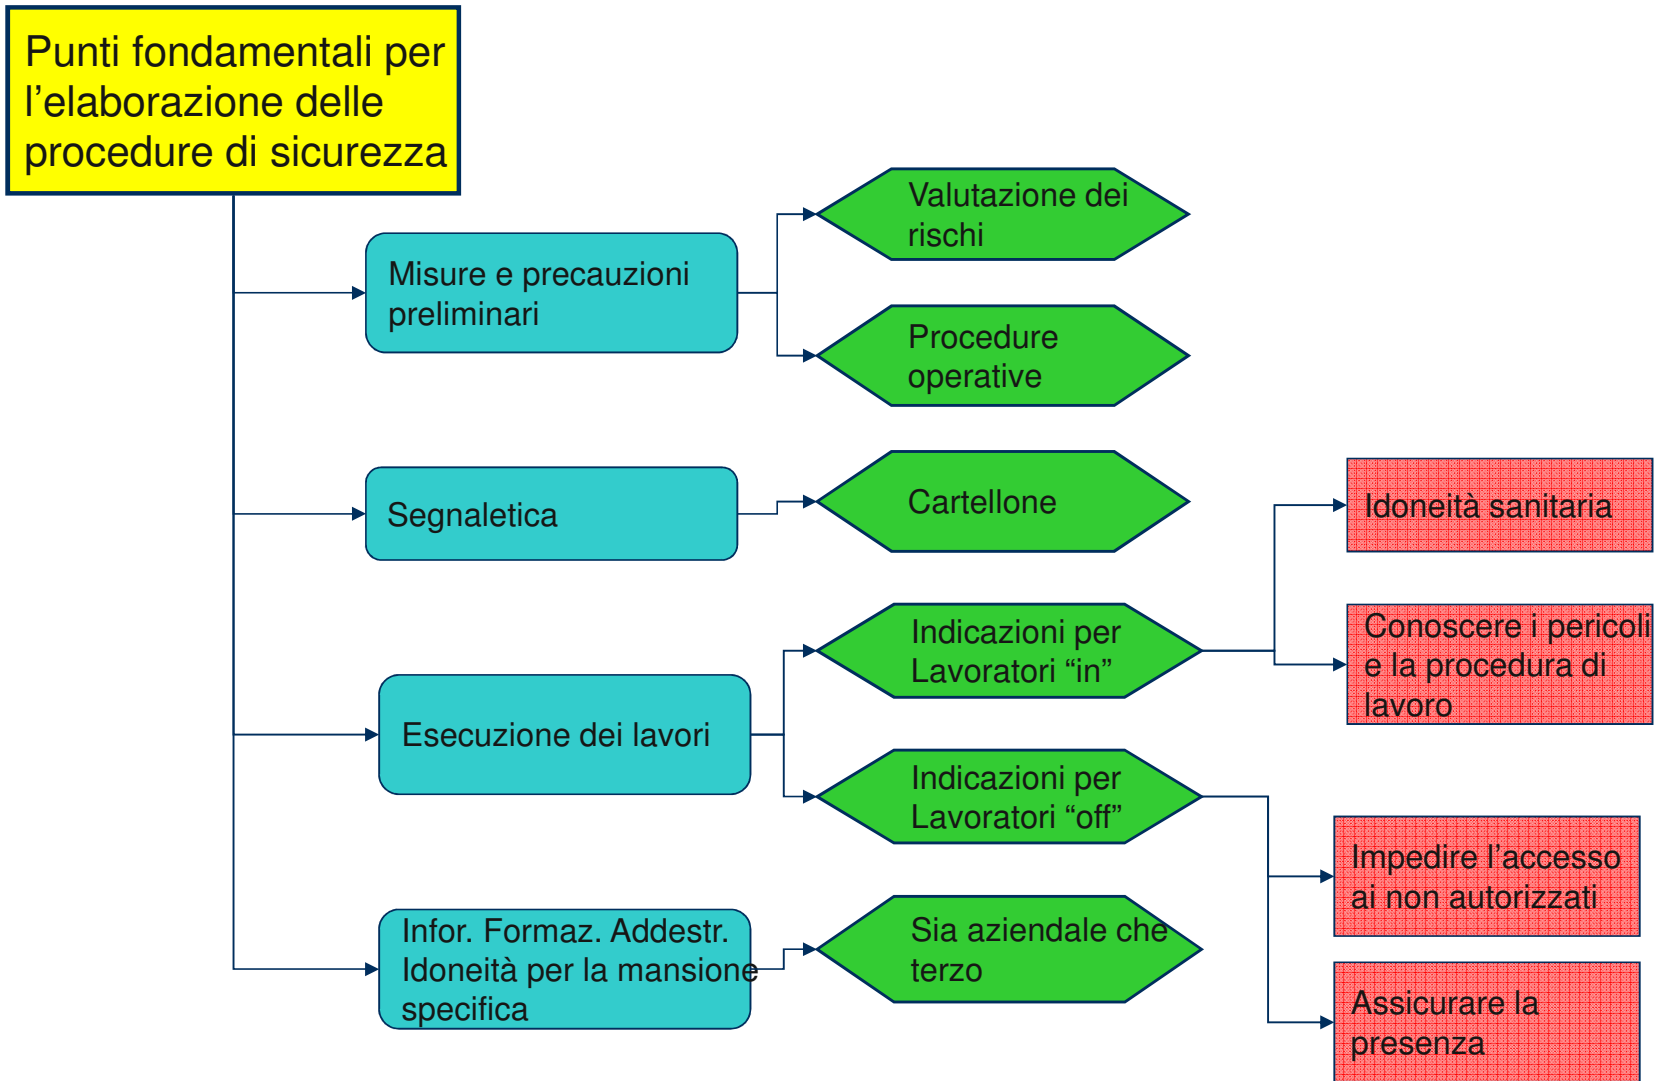 Punti fondamentali per
l’elaborazione delle
procedure di sicurezza
Misure e precauzioni
preliminari
Valutazione dei
rischi
Procedure
operative
Segnaletica
Cartellone
Esecuzione dei lavori
Indicazioni per
Lavoratori “in”
Idoneità sanitaria
Conoscere i pericoli
e la procedura di
lavoro
Indicazioni per
Lavoratori “off”
Impedire l’accesso
ai non autorizzati
Assicurare la
presenza
Infor. Formaz. Addestr.
Idoneità per la mansione
specifica
Sia aziendale che
terzo